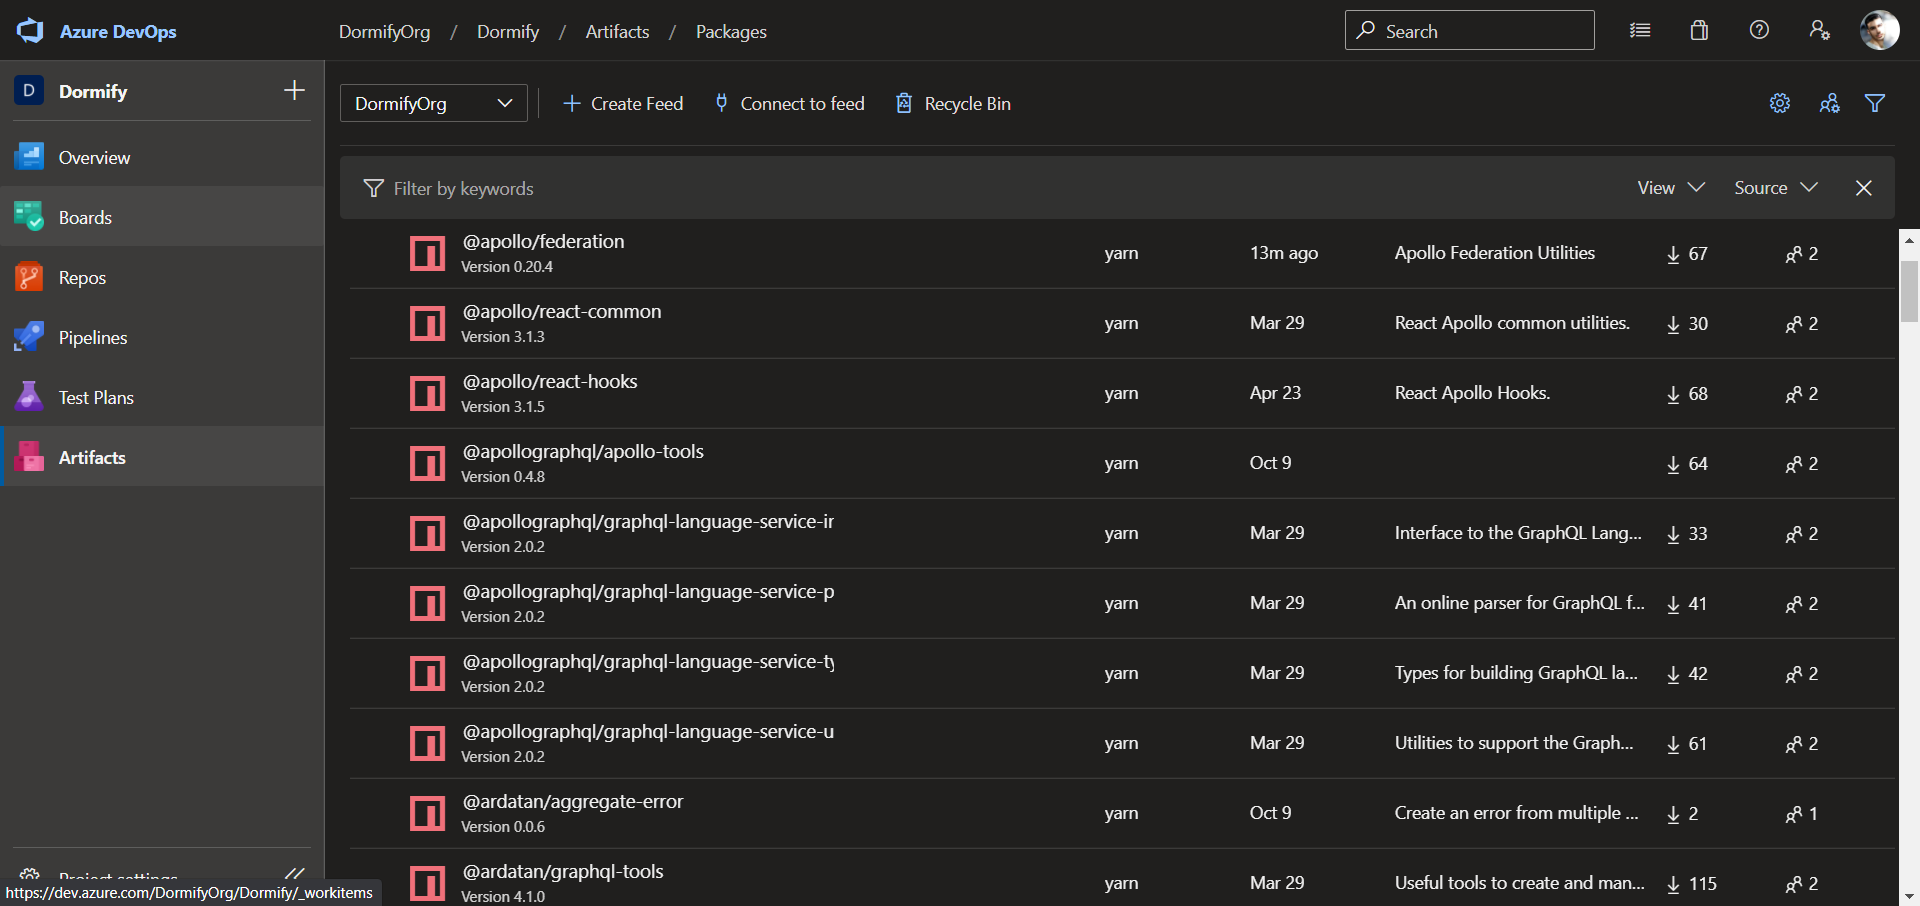 Azure DevOps
DormifyOrg / Dormify / Artifacts / Packages
Search
D Dormify
Overview
Boards
Repos
Pipelines
Test Plans
Artifacts
https://dev.azure.com/DormifyOrg/Dormify/_workitems
DormifyOrg
Create Feed
Connect to feed
Recycle Bin
Filter by keywords
View
Source
@apollo/federation
Version 0.20.4
yarn 13m ago Apollo Federation Utilities 67 2
@apollo/react-common
Version 3.1.3
yarn Mar 29 React Apollo common utilities. 30 2
@apollo/react-hooks
Version 3.1.5
yarn Apr 23 React Apollo Hooks. 68 2
@apollographql/apollo-tools
Version 0.4.8
yarn Oct 9 64 2
@apollographql/graphql-language-service-ir
Version 2.0.2
yarn Mar 29 Interface to the GraphQL Lang... 33 2
@apollographql/graphql-language-service-p
Version 2.0.2
yarn Mar 29 An online parser for GraphQL f... 41 2
@apollographql/graphql-language-service-ty
Version 2.0.2
yarn Mar 29 Types for building GraphQL la... 42 2
@apollographql/graphql-language-service-u
Version 2.0.2
yarn Mar 29 Utilities to support the Graph... 61 2
@ardatan/aggregate-error
Version 0.0.6
yarn Oct 9 Create an error from multiple ... 2 1
@ardatan/graphql-tools
Version 4.1.0
yarn Mar 29 Useful tools to create and man... 115 2